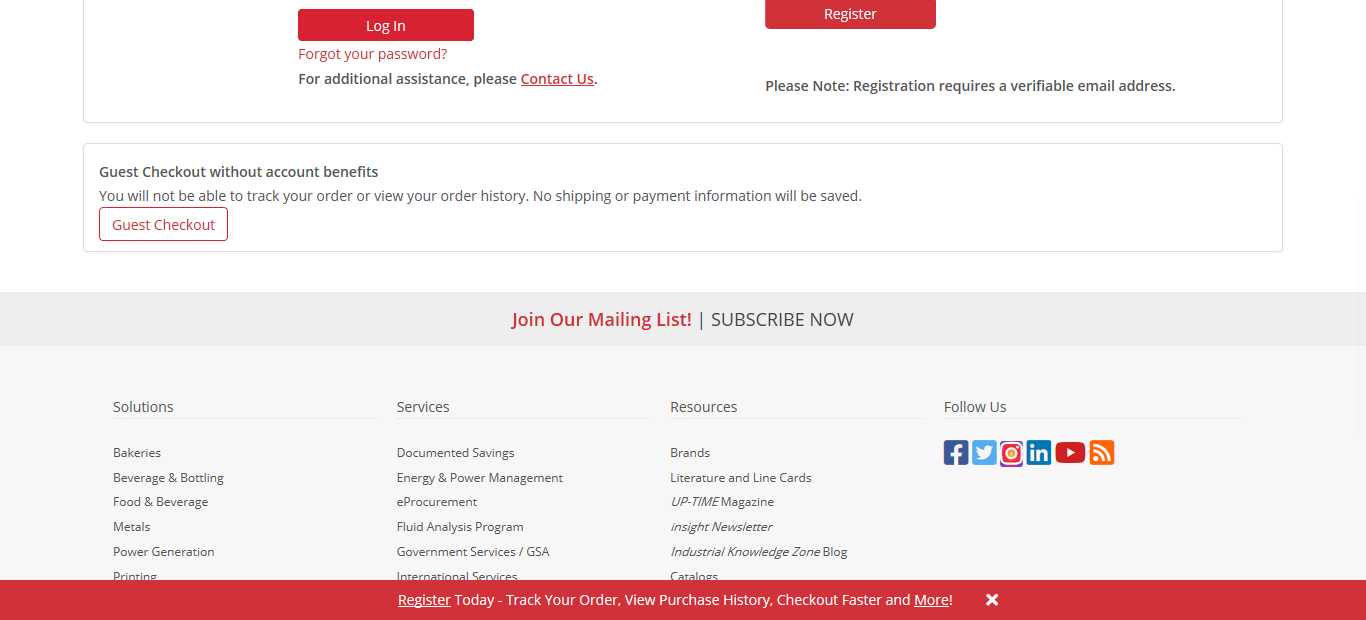 Log In
Forgot your password?
For additional assistance, please Contact Us.
Register
Please Note: Registration requires a verifiable email address.
Guest Checkout without account benefits
You will not be able to track your order or view your order history. No shipping or payment information will be saved.
Guest Checkout
Join Our Mailing List! | SUBSCRIBE NOW
Solutions
Bakeries
Beverage & Bottling
Food & Beverage
Metals
Power Generation
Printing
Services
Documented Savings
Energy & Power Management
eProcurement
Fluid Analysis Program
Government Services / GSA
International Services
Resources
Brands
Literature and Line Cards
UP-TIME Magazine
insight Newsletter
Industrial Knowledge Zone Blog
Catalogs
Follow Us
Register Today - Track Your Order, View Purchase History, Checkout Faster and More!